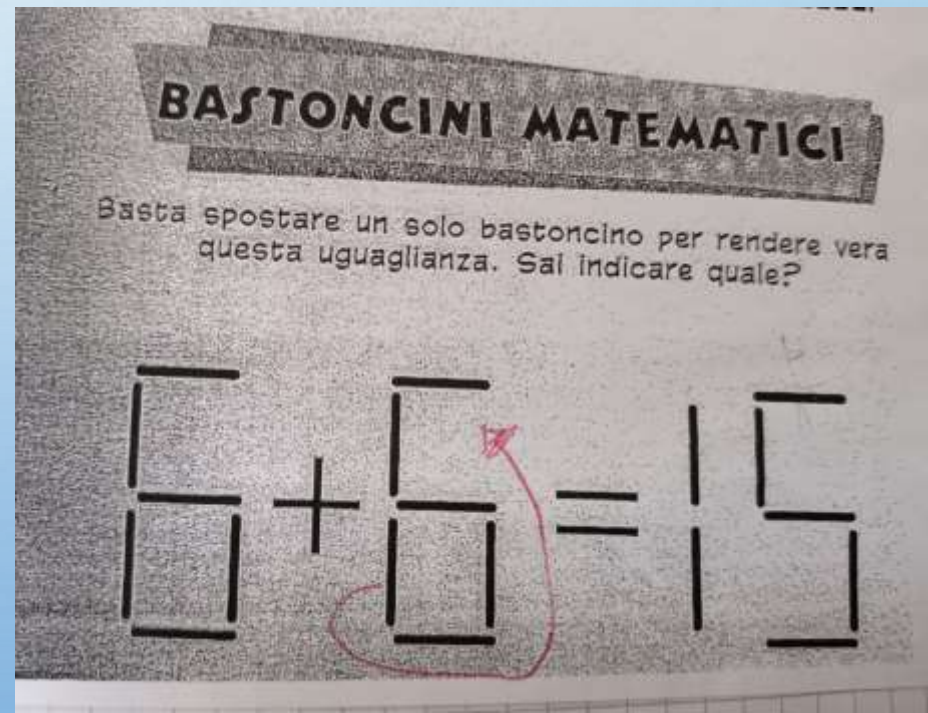 BASTONCINI MATEMATICI
Basta spostare un solo bastoncino per rendere vera
questa uguaglianza. Sai indicare quale?
6+6=15